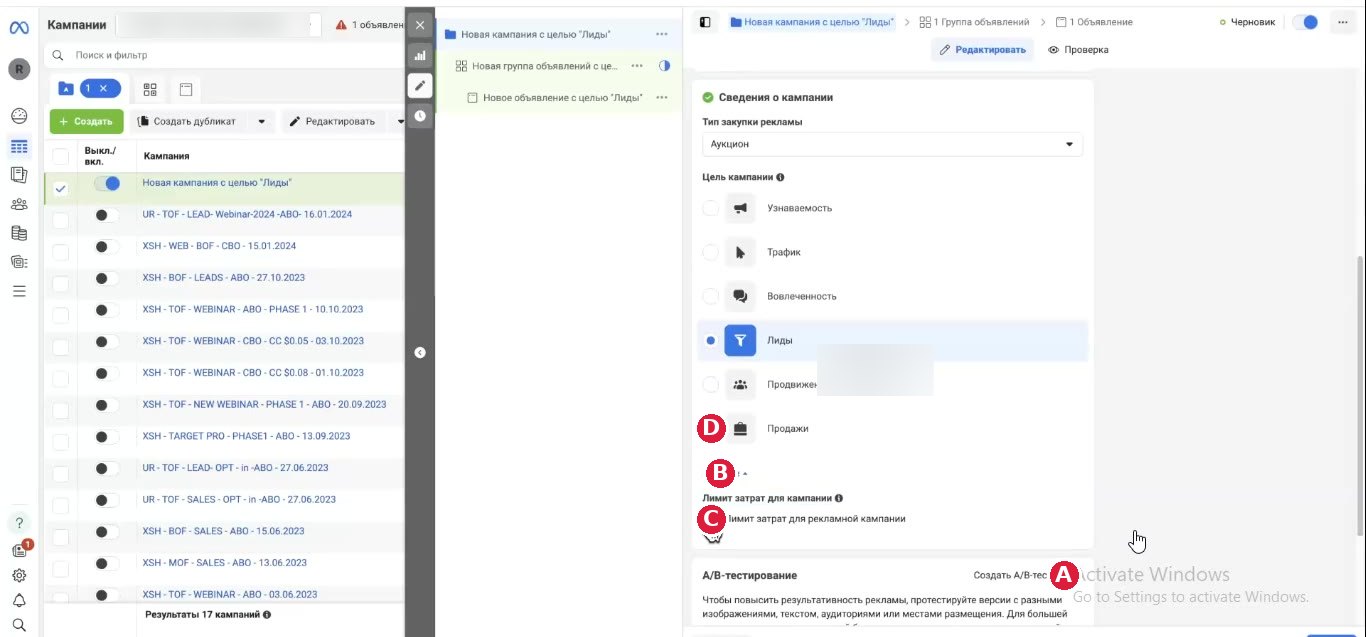 Кампании
1 объявлен
Поиск и фильтр
1 ×
+ Создать
Создать дубликат
Редактировать
Выкл./
вкл.
Кампания
Новая кампания с целью "Лиды"
UR - TOF - LEAD- Webinar-2024 -ABO- 16.01.2024
XSH - WEB - BOF - CBO - 15.01.2024
XSH - BOF - LEADS - ABO - 27.10.2023
XSH - TOF - WEBINAR - ABO - PHASE 1 - 10.10.2023
XSH - TOF - WEBINAR - CBO - CC $0.05 - 03.10.2023
XSH - TOF - WEBINAR - CBO - CC $0.08 - 01.10.2023
XSH - TOF - NEW WEBINAR - PHASE 1 - ABO - 20.09.2023
XSH - TARGET PRO - PHASE1 - ABO - 13.09.2023
UR - TOF - LEAD- OPT - in -ABO - 27.06.2023
UR - TOF - SALES - OPT - in -ABO - 27.06.2023
XSH - BOF - SALES - ABO - 15.06.2023
XSH - MOF - SALES - ABO - 13.06.2023
XSH - TOF - WEBINAR - ABO - 03.06.2023
Результаты 17 кампаний
R
?
1
Новая кампания с целью "Лиды"
Новая группа объявлений с це...
Новое объявление с целью "Лиды"
Новая кампания с целью "Лиды"
1 Группа объявлений
1 Объявление
Черновик
Редактировать
Проверка
Сведения о кампании
Тип закупки рекламы
Аукцион
Цель кампании
Узнаваемость
Трафик
Вовлеченность
Лиды
Продвижен
D Продажи
B
Лимит затрат для кампании
C Лимит затрат для рекламной кампании
A/B-тестирование
Создать A/B-тес
A
Чтобы повысить результативность рекламы, протестируйте версии с разными
изображениями, текстом, аудиториями или местами размещения. Для большей
Activate Windows
Go to Settings to activate Windows.